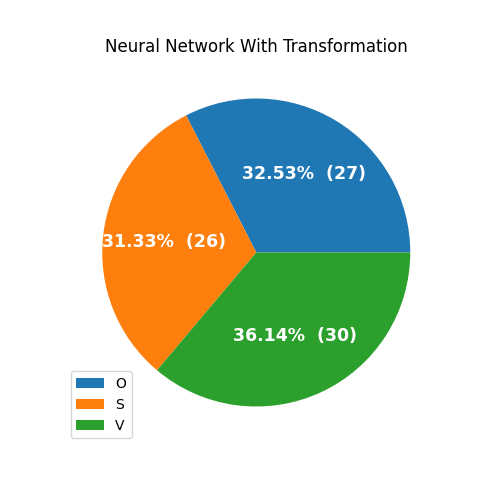 Neural Network With Transformation
32.53% (27)
31.33% (26)
36.14% (30)
O
S
V